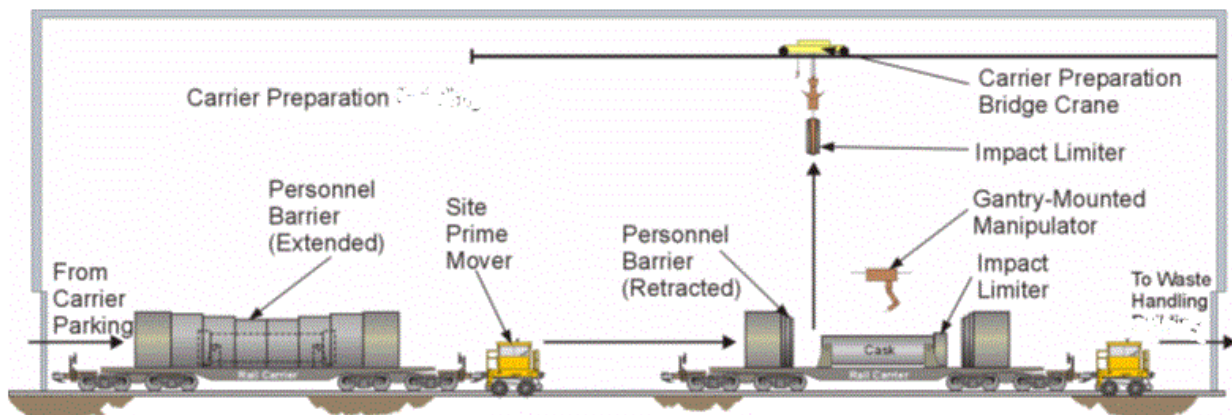 Carrier Preparation
Carrier Preparation
Bridge Crane
Impact Limiter
Gantry-Mounted
Manipulator
Personnel
Barrier
(Extended)
Site
Prime
Mover
Personnel
Barrier
(Retracted)
Impact
Limiter
From
Carrier
Parking
To Waste
Handling
Rail Carrier
Cask
Rail Carrier